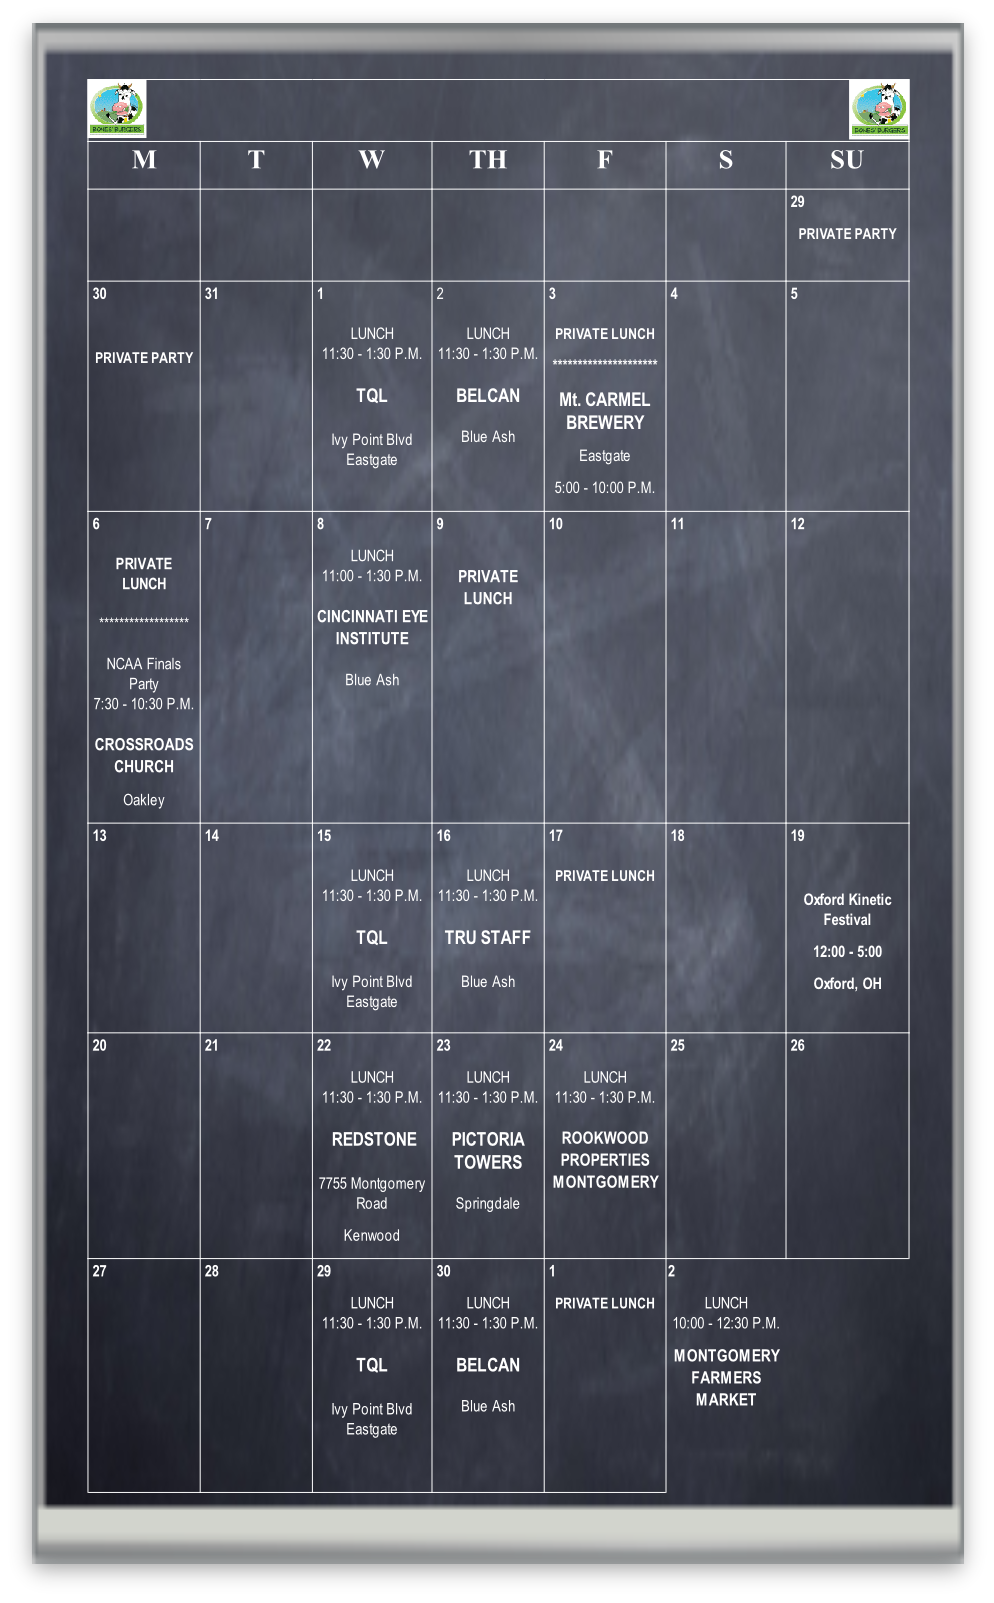 BONES' BURGERS
BONES' BURGERS
M T W TH F S SU
29
PRIVATE PARTY
30
PRIVATE PARTY
31
1
LUNCH
11:30 - 1:30 P.M.
TQL
Ivy Point Blvd
Eastgate
2
LUNCH
11:30 - 1:30 P.M.
BELCAN
Blue Ash
3
PRIVATE LUNCH
*********************
Mt. CARMEL
BREWERY
Eastgate
5:00 - 10:00 P.M.
4
5
6
PRIVATE
LUNCH
******************
NCAA Finals
Party
7:30 - 10:30 P.M.
CROSSROADS
CHURCH
Oakley
7
8
LUNCH
11:00 - 1:30 P.M.
CINCINNATI EYE
INSTITUTE
Blue Ash
9
PRIVATE
LUNCH
10
11
12
13
14
15
LUNCH
11:30 - 1:30 P.M.
TQL
Ivy Point Blvd
Eastgate
16
LUNCH
11:30 - 1:30 P.M.
TRU STAFF
Blue Ash
17
PRIVATE LUNCH
18
19
Oxford Kinetic
Festival
12:00 - 5:00
Oxford, OH
20
21
22
LUNCH
11:30 - 1:30 P.M.
REDSTONE
7755 Montgomery
Road
Kenwood
23
LUNCH
11:30 - 1:30 P.M.
PICTORIA
TOWERS
Springdale
24
LUNCH
11:30 - 1:30 P.M.
ROOKWOOD
PROPERTIES
MONTGOMERY
25
26
27
28
29
LUNCH
11:30 - 1:30 P.M.
TQL
Ivy Point Blvd
Eastgate
30
LUNCH
11:30 - 1:30 P.M.
BELCAN
Blue Ash
1
PRIVATE LUNCH
2
LUNCH
10:00 - 12:30 P.M.
MONTGOMERY
FARMERS
MARKET